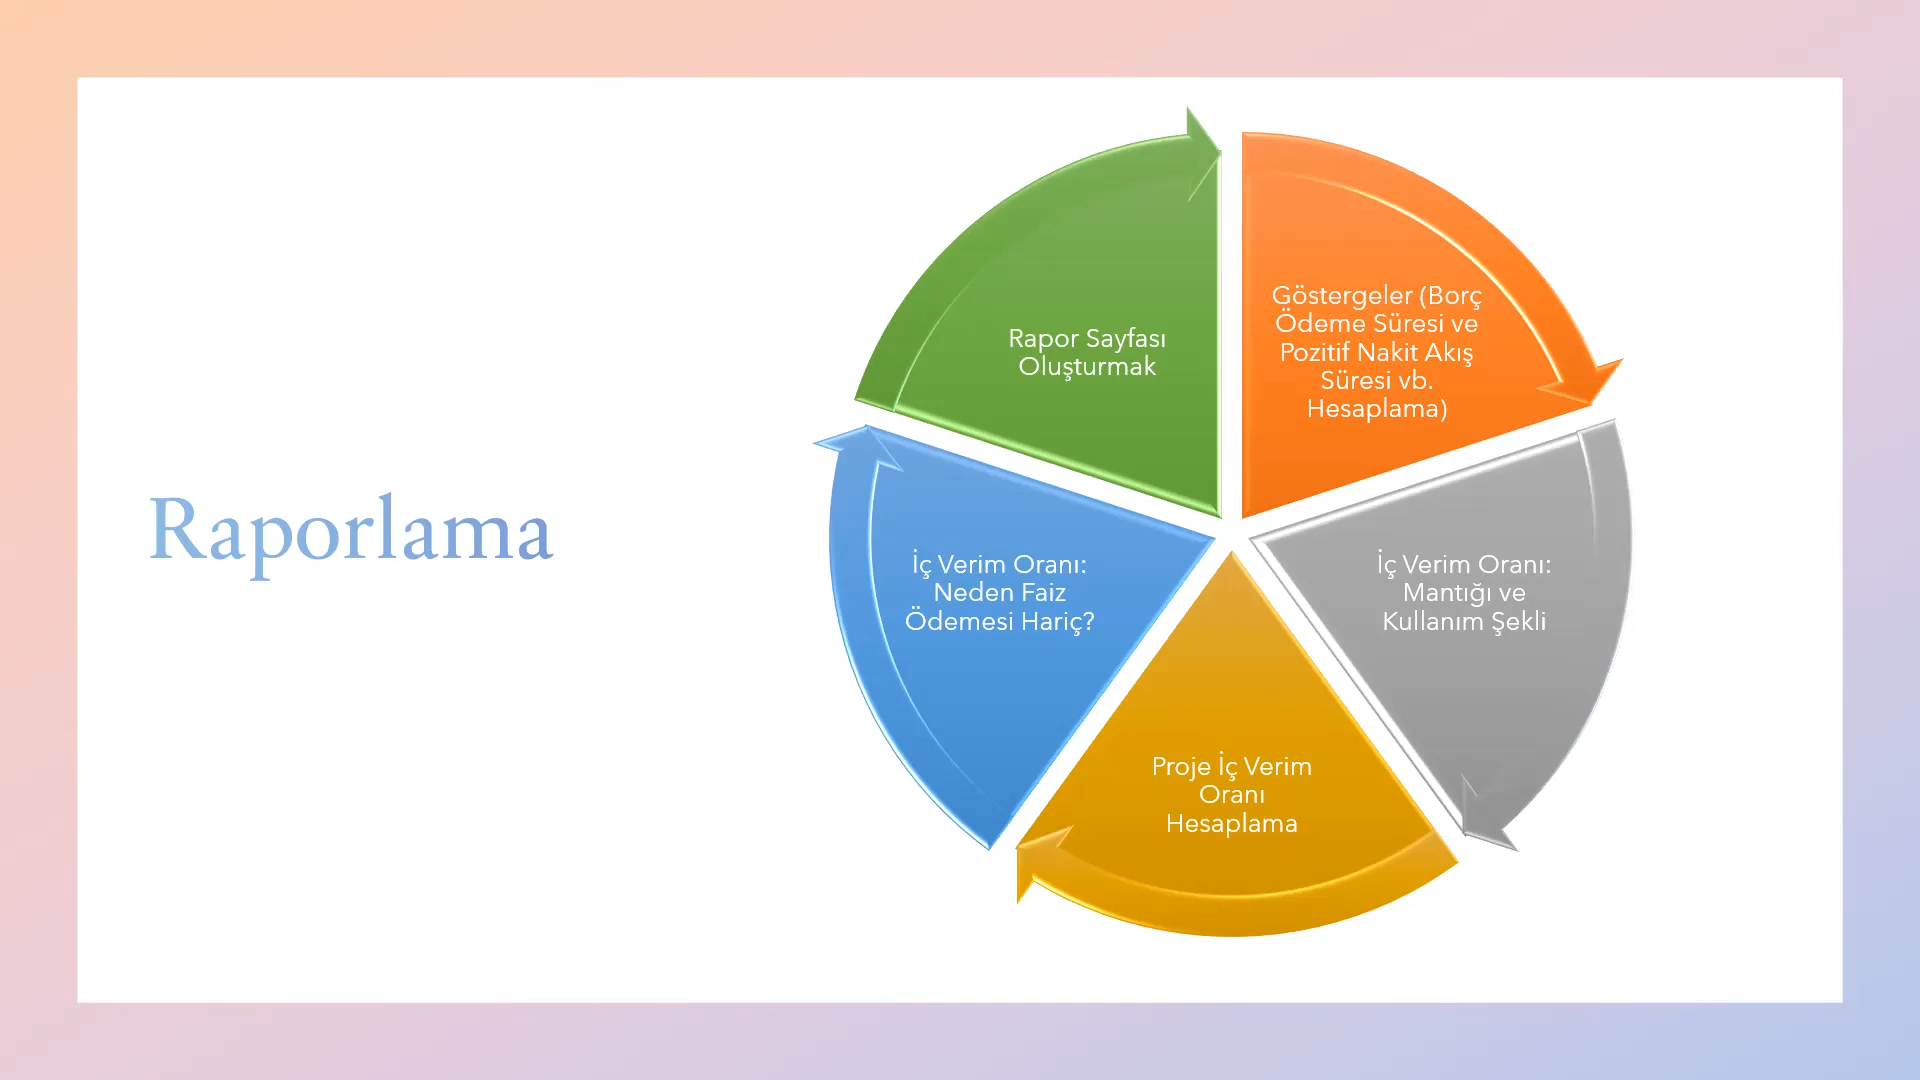 Raporlama
Göstergeler (Borç
Ödeme Süresi ve
Pozitif Nakit Akış
Süresi vb.
Hesaplama)
İç Verim Oranı:
Mantığı ve
Kullanım Şekli
Proje İç Verim
Oranı
Hesaplama
İç Verim Oranı:
Neden Faiz
Ödemesi Hariç?
Rapor Sayfası
Oluşturmak